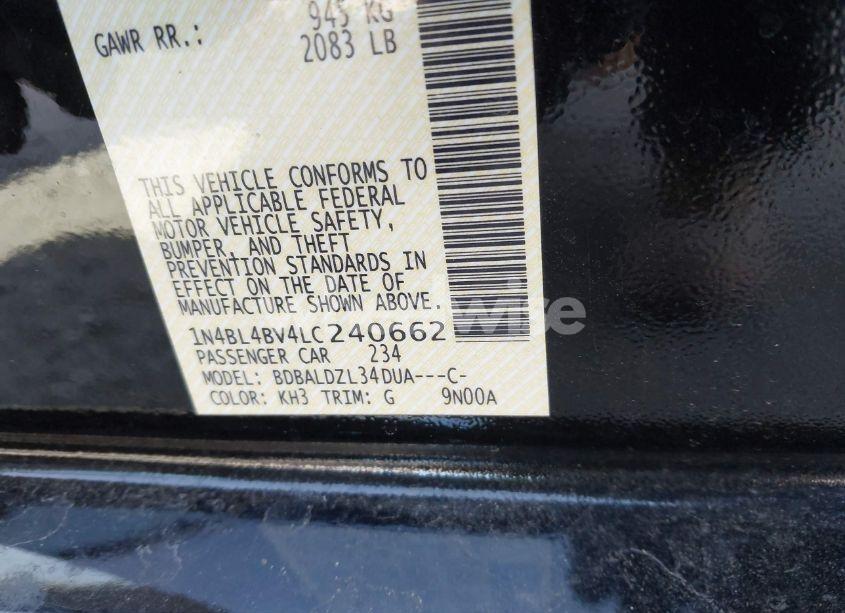 945 KG
GAWR RR.: 2083 LB
THIS VEHICLE CONFORMS TO
ALL APPLICABLE FEDERAL
MOTOR VEHICLE SAFETY,
BUMPER, AND THEFT
PREVENTION STANDARDS IN
EFFECT ON THE DATE OF
MANUFACTURE SHOWN ABOVE.
1N4BL4BV4LC240662
PASSENGER CAR 234
MODEL: BDBALDZL34DUA---C-
COLOR: KH3 TRIM: G 9N00A
wise